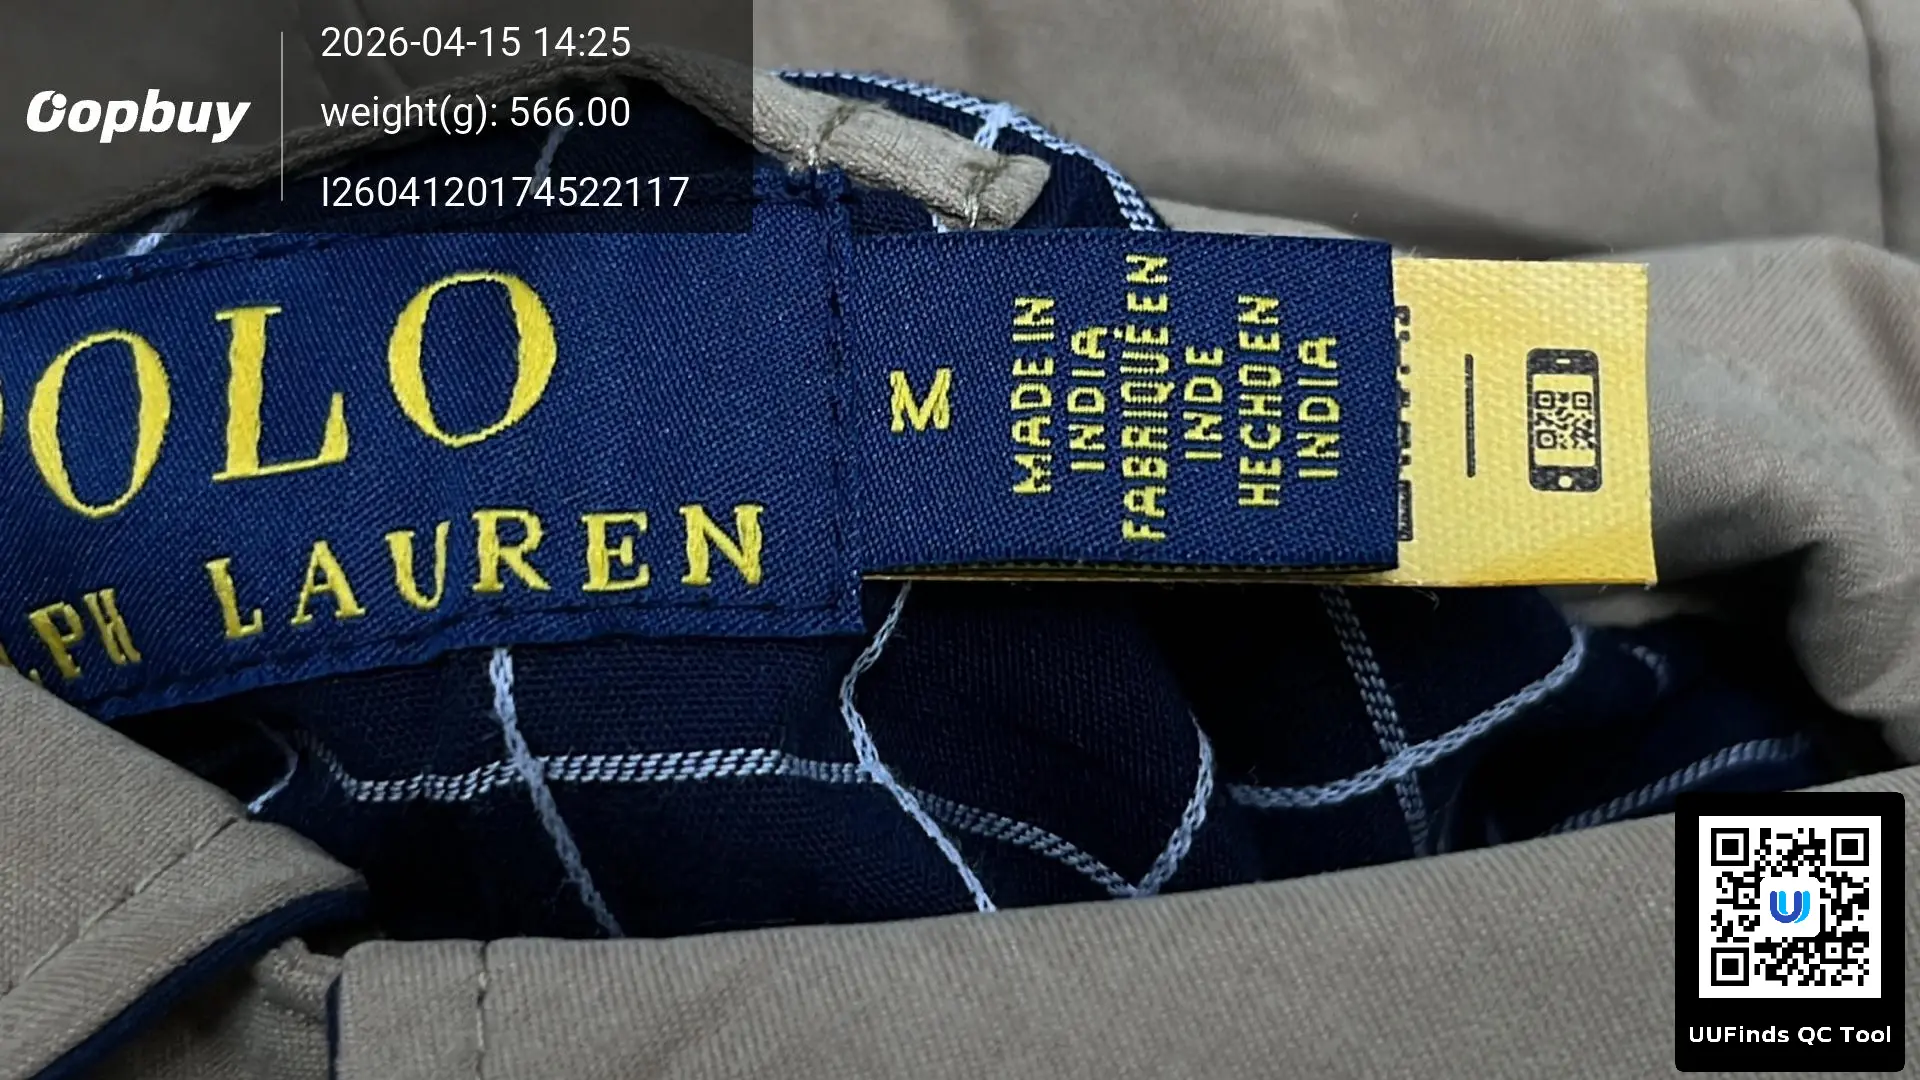 Oopbuy
2026-04-15 14:25
weight(g): 566.00
I2604120174522117
POLO
LAUREN
M
MADE IN
INDIA
FABRIQUÉ EN
INDE
HECHO EN
INDIA
UUFinds QC Tool